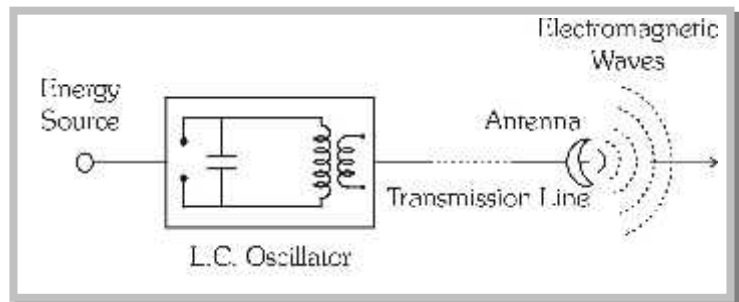 Electromagnetic
Waves
Energy
Source
Antenna
Transmission Line
L.C. Oscillator